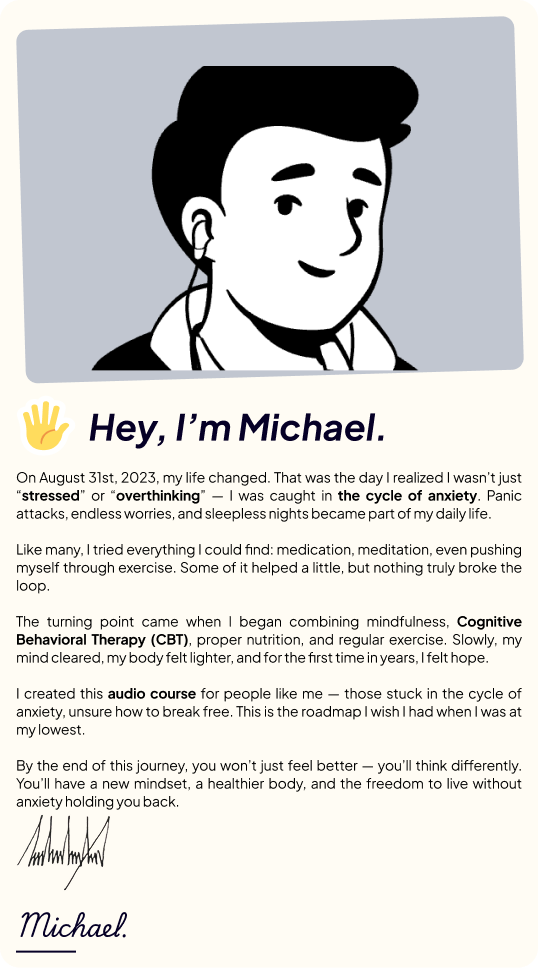 Hey, I’m Michael.
On August 31st, 2023, my life changed. That was the day I realized I wasn’t just
“stressed” or “overthinking” — I was caught in the cycle of anxiety. Panic
attacks, endless worries, and sleepless nights became part of my daily life.
Like many, I tried everything I could find: medication, meditation, even pushing
myself through exercise. Some of it helped a little, but nothing truly broke the
loop.
The turning point came when I began combining mindfulness, Cognitive
Behavioral Therapy (CBT), proper nutrition, and regular exercise. Slowly, my
mind cleared, my body felt lighter, and for the first time in years, I felt hope.
I created this audio course for people like me — those stuck in the cycle of
anxiety, unsure how to break free. This is the roadmap I wish I had when I was at
my lowest.
By the end of this journey, you won’t just feel better — you’ll think differently.
You’ll have a new mindset, a healthier body, and the freedom to live without
anxiety holding you back.
Michael.